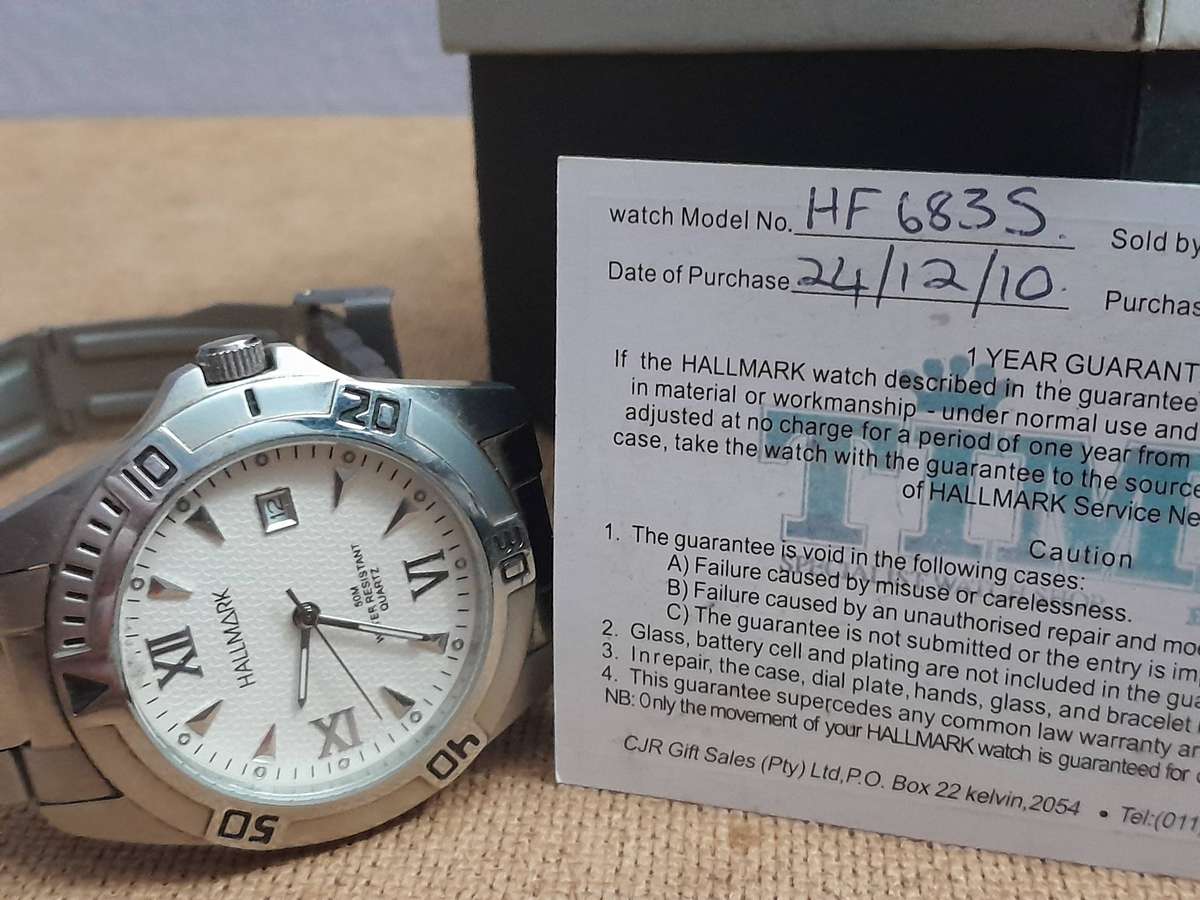 watch Model No. HF 683S.
Sold by
Date of Purchase 24/12/10.
Purchas
1 YEAR GUARANT
If the HALLMARK watch described in the guarantee
in material or workmanship - under normal use and
adjusted at no charge for a period of one year from
case, take the watch with the guarantee to the source
of HALLMARK Service Ne
Caution
1. The guarantee is void in the following cases:
A) Failure caused by misuse or carelessness.
B) Failure caused by an unauthorised repair and mo
C) The guarantee is not submitted or the entry is im
2. Glass, battery cell and plating are not included in the gua
3. In repair, the case, dial plate, hands, glass, and bracelet
4. This guarantee supercedes any common law warranty an
NB: Only the movement of your HALLMARK watch is guaranteed for
CJR Gift Sales (Pty) Ltd, P.O. Box 22 kelvin, 2054 • Tel:(011
TIM
10
20
30
40
50
12
HALLMARK
50M
WATER RESISTANT
QUARTZ
XII
VI
IX